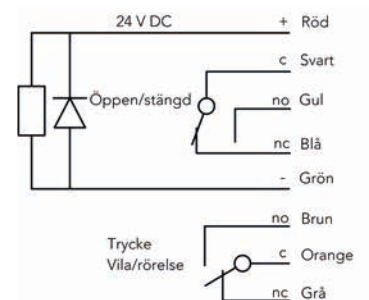 24 V DC + Röd
c Svart
Öppen/stängd no Gul
nc Blå
- Grön
no Brun
Trycke
Vila/rörelse c Orange
nc Grå